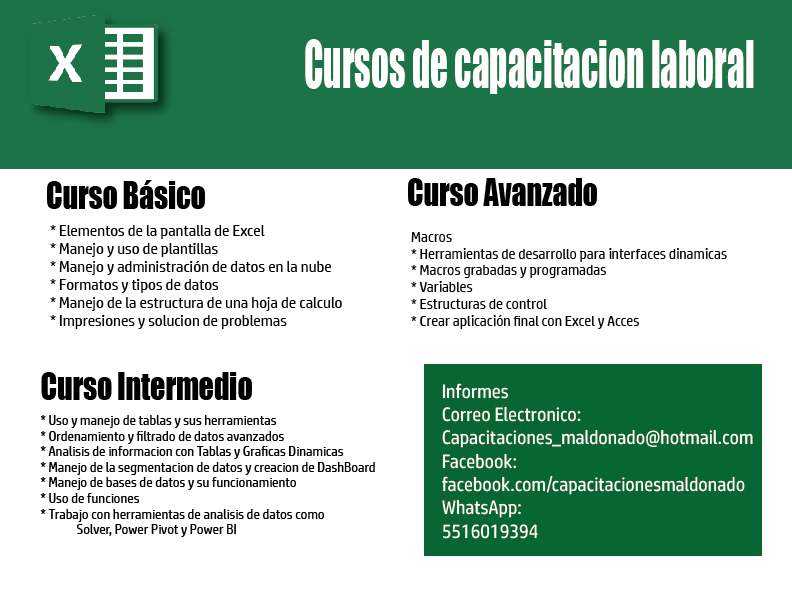 X
Cursos de capacitacion laboral
Curso Básico
* Elementos de la pantalla de Excel
* Manejo y uso de plantillas
* Manejo y administración de datos en la nube
* Formatos y tipos de datos
* Manejo de la estructura de una hoja de calculo
* Impresiones y solucion de problemas
Curso Avanzado
Macros
* Herramientas de desarrollo para interfaces dinamicas
* Macros grabadas y programadas
* Variables
* Estructuras de control
* Crear aplicación final con Excel y Acces
Curso Intermedio
* Uso y manejo de tablas y sus herramientas
* Ordenamiento y filtrado de datos avanzados
* Analisis de informacion con Tablas y Graficas Dinamicas
* Manejo de la segmentacion de datos y creacion de DashBoard
* Manejo de bases de datos y su funcionamiento
* Uso de funciones
* Trabajo con herramientas de analisis de datos como
Solver, Power Pivot y Power BI
Informes
Correo Electronico:
Capacitaciones_maldonado@hotmail.com
Facebook:
facebook.com/capacitacionesmaldonado
WhatsApp:
5516019394